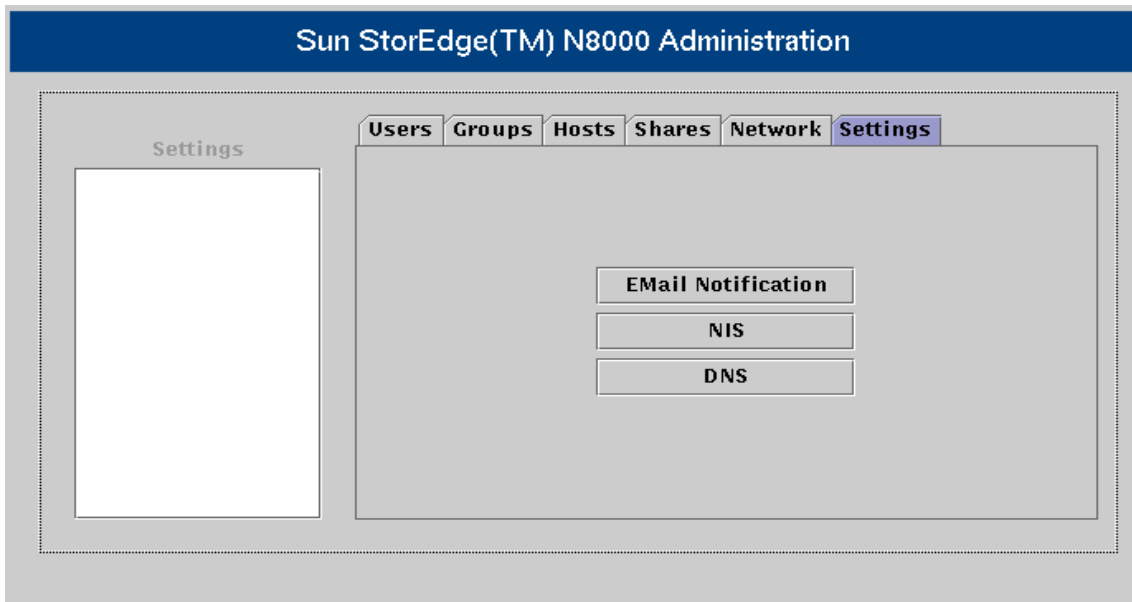 Sun StorEdge(TM) N8000 Administration
Settings
Users Groups Hosts Shares Network Settings
EMail Notification
NIS
DNS